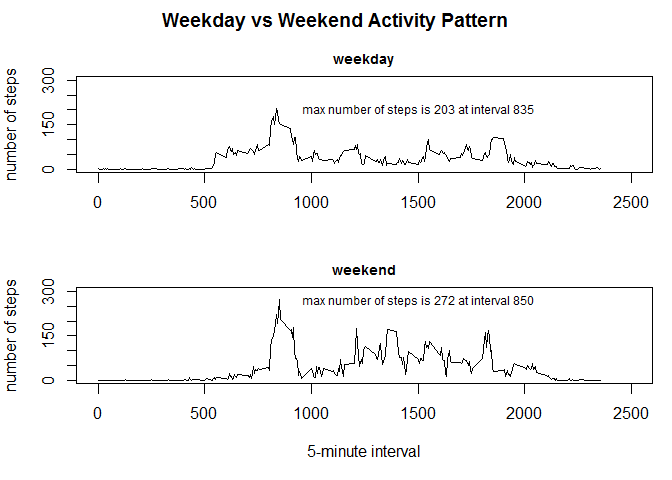 Weekday vs Weekend Activity Pattern
weekday
number of steps
0 150 300
max number of steps is 203 at interval 835
0 500 1000 1500 2000 2500
weekend
number of steps
0 150 300
max number of steps is 272 at interval 850
0 500 1000 1500 2000 2500
5-minute interval